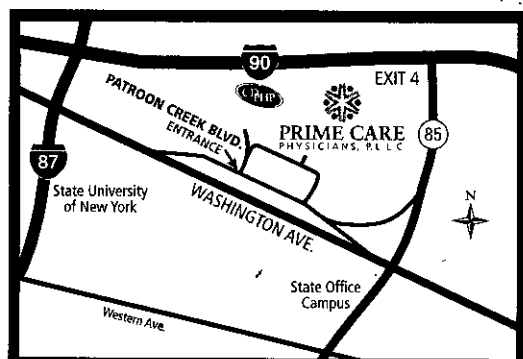 90
EXIT 4
CDPHP
PATROON CREEK BLVD.
ENTRANCE
PRIME CARE
PHYSICIANS, P.L.L.C
85
87
State University
of New York
WASHINGTON AVE.
N
State Office
Campus
Western Ave.